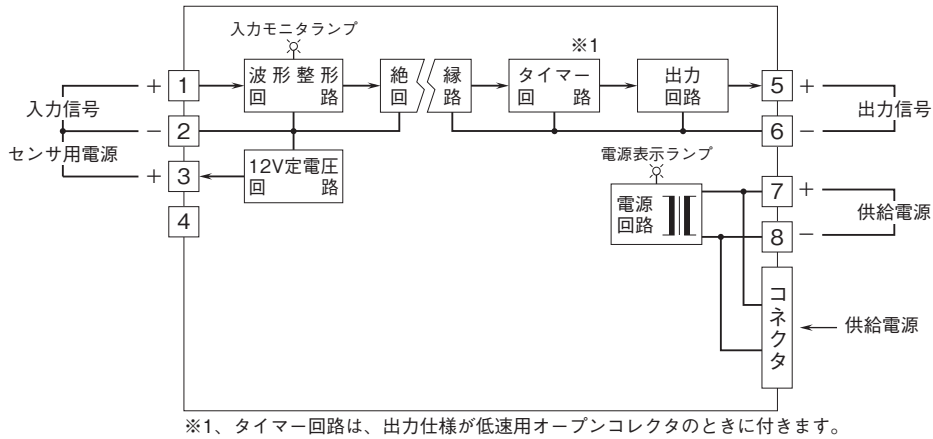 入力モニタランプ
※1
波形整形
回　　路
絶
回
縁
路
タイマー
回　　路
出力
回路
+ 1
5 +
入力信号
出力信号
− 2
6 −
センサ用電源
+ 3
12V定電圧
回　　路
4
電源表示ランプ
電源
回路
7 +
供給電源
8 −
コネクタ
供給電源
※1、タイマー回路は、出力仕様が低速用オープンコレクタのときに付きます。